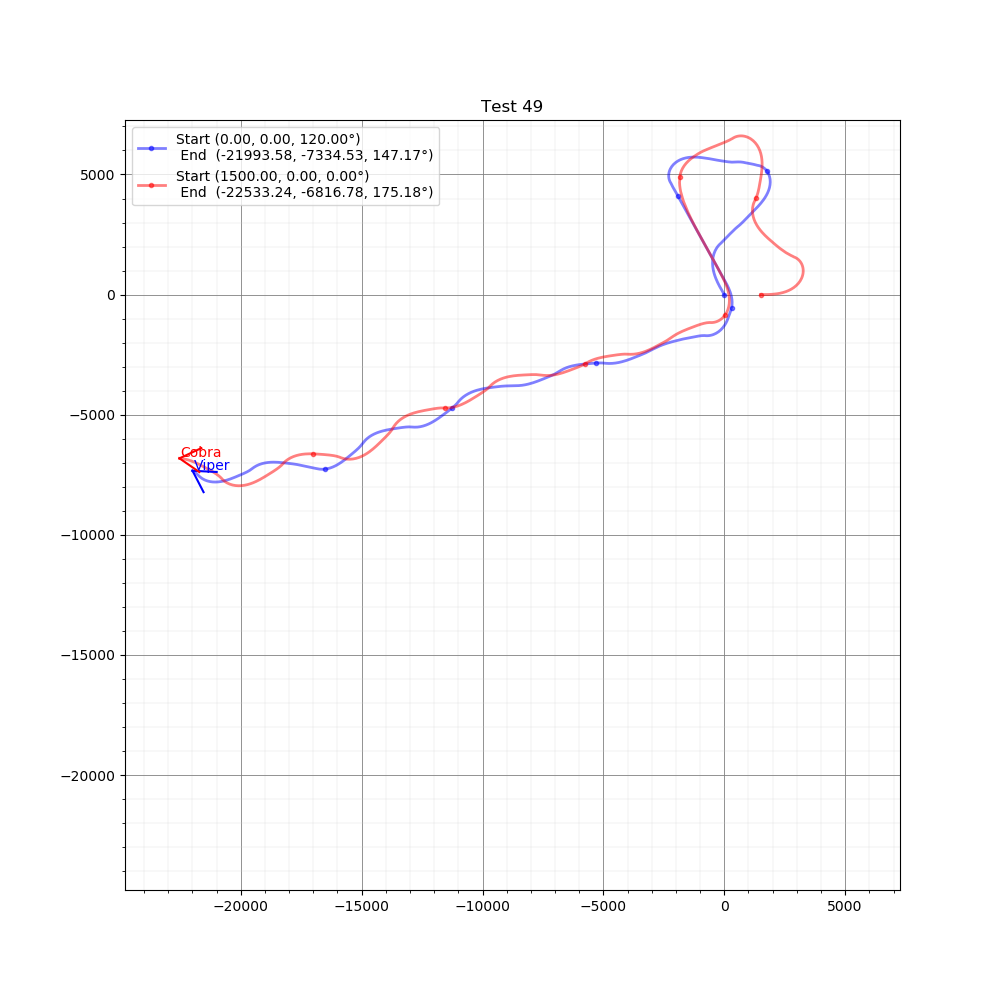 Test 49
Start (0.00, 0.00, 120.00°)
End  (-21993.58, -7334.53, 147.17°)
Start (1500.00, 0.00, 0.00°)
End  (-22533.24, -6816.78, 175.18°)
5000
0
−5000
−10000
−15000
−20000
Cobra
Viper
−20000
−15000
−10000
−5000
0
5000